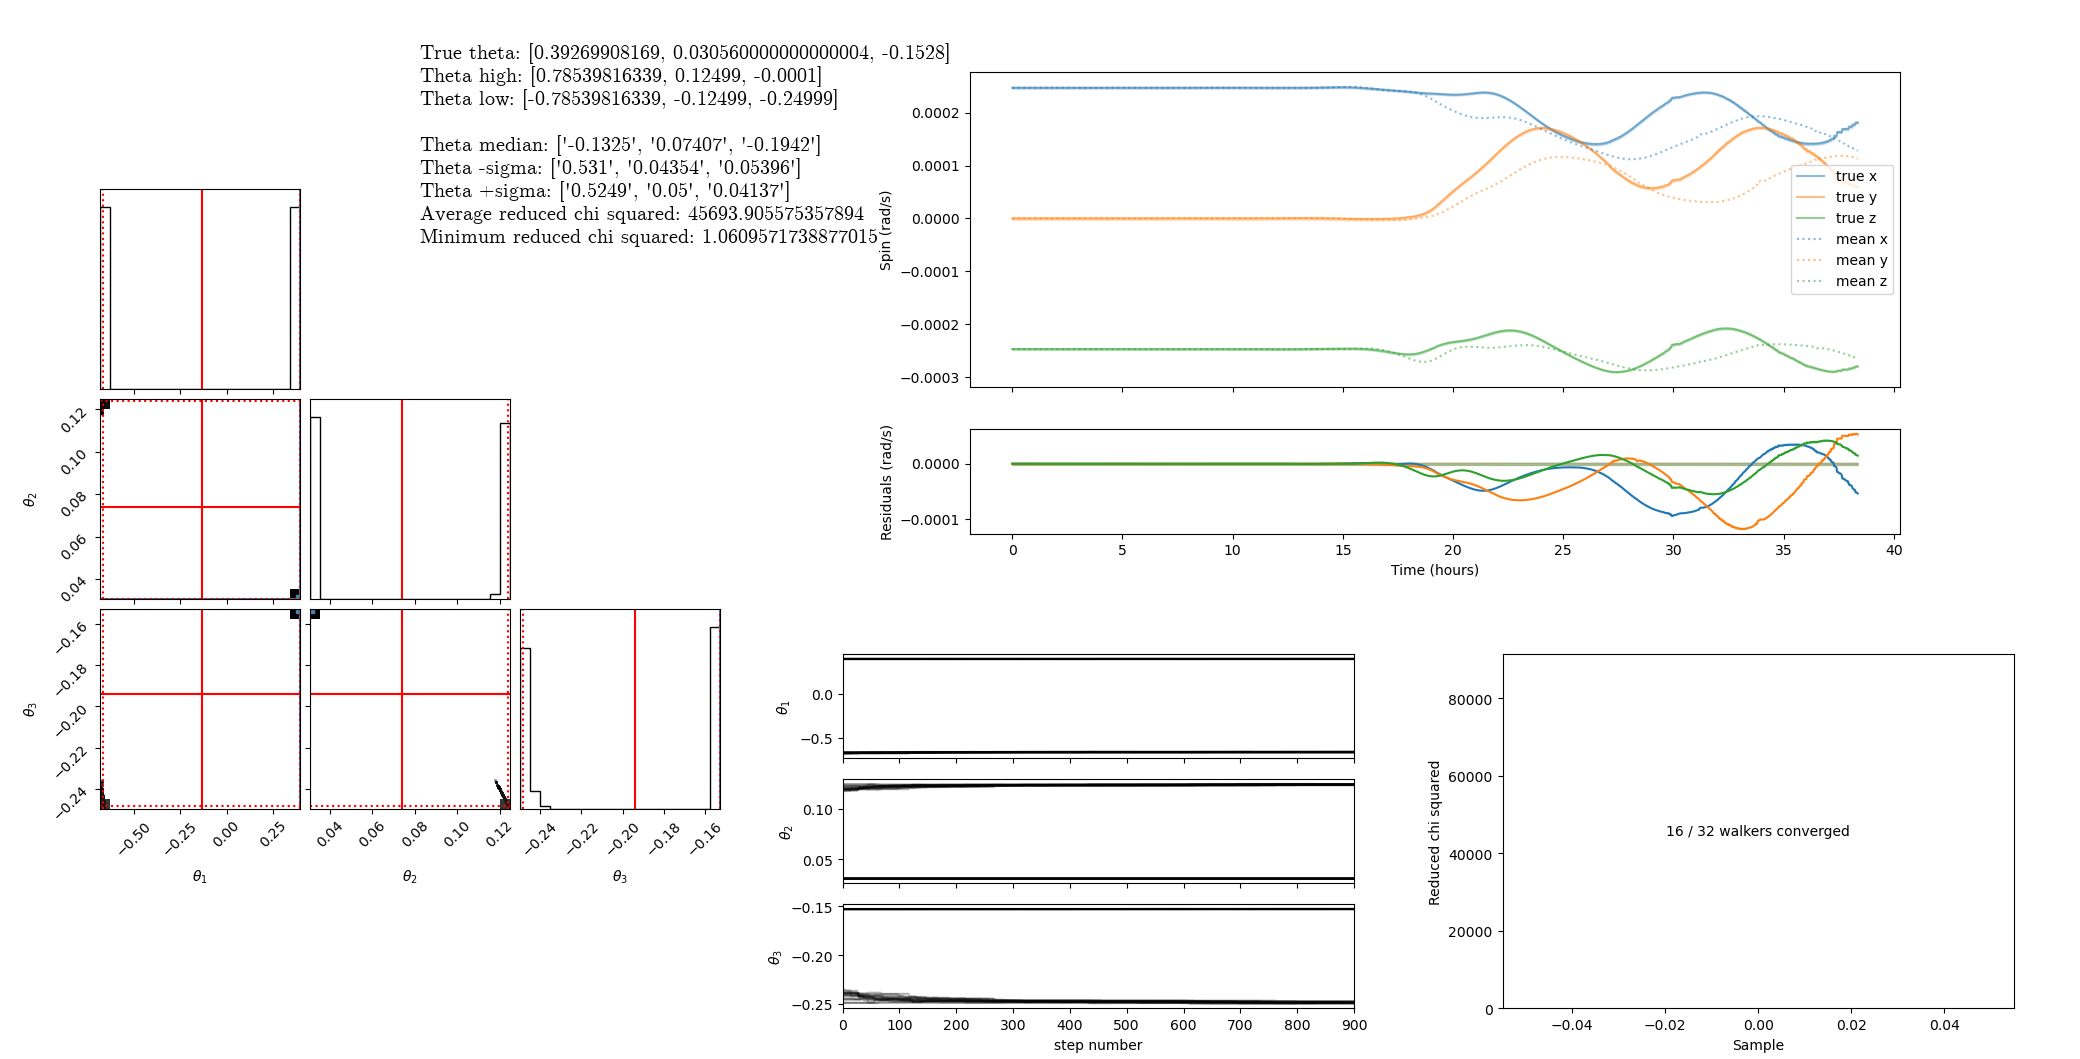 True theta: [0.39269908169, 0.030560000000000004, -0.1528]
Theta high: [0.78539816339, 0.12499, -0.0001]
Theta low: [-0.78539816339, -0.12499, -0.24999]
Theta median: ['-0.1325', '0.07407', '-0.1942']
Theta -sigma: ['0.531', '0.04354', '0.05396']
Theta +sigma: ['0.5249', '0.05', '0.04137']
Average reduced chi squared: 45693.905575357894
Minimum reduced chi squared: 1.0609571738877015
0.12
0.10
0.08
0.06
0.04
θ2
−0.16
−0.18
−0.20
−0.22
−0.24
θ3
−0.50
−0.25
0.00
0.25
θ1
0.04
0.06
0.08
0.10
0.12
θ2
−0.24
−0.22
−0.20
−0.18
−0.16
θ3
0.0002
0.0001
0.0000
−0.0001
−0.0002
−0.0003
Spin (rad/s)
true x
true y
true z
mean x
mean y
mean z
0.0000
−0.0001
Residuals (rad/s)
0
5
10
15
20
25
30
35
40
Time (hours)
0.0
−0.5
θ1
0.10
0.05
θ2
−0.15
−0.20
−0.25
θ3
0
100
200
300
400
500
600
700
800
900
step number
80000
60000
40000
20000
0
Reduced chi squared
16 / 32 walkers converged
−0.04
−0.02
0.00
0.02
0.04
Sample